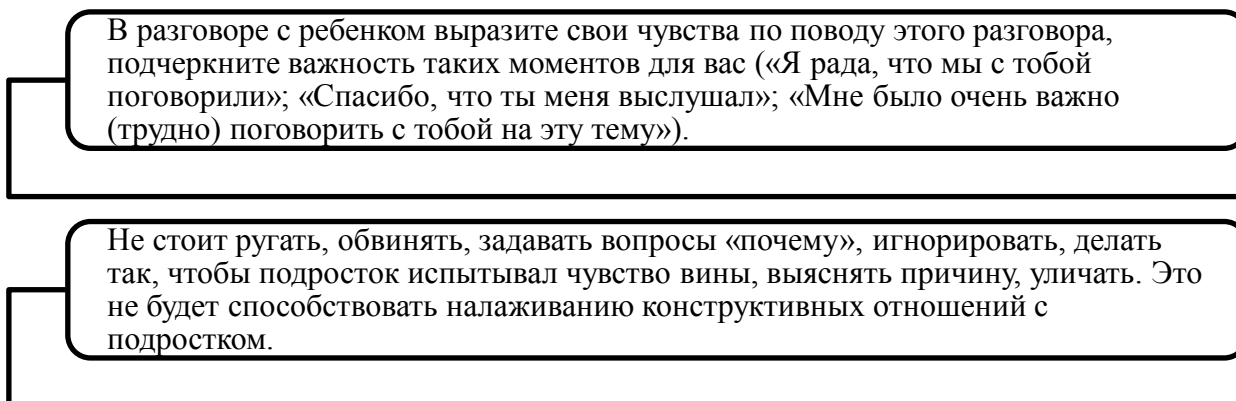 В разговоре с ребенком выразите свои чувства по поводу этого разговора,
подчеркните важность таких моментов для вас («Я рада, что мы с тобой
поговорили»; «Спасибо, что ты меня выслушал»; «Мне было очень важно
(трудно) поговорить с тобой на эту тему»).
Не стоит ругать, обвинять, задавать вопросы «почему», игнорировать, делать
так, чтобы подросток испытывал чувство вины, выяснять причину, уличать. Это
не будет способствовать налаживанию конструктивных отношений с
подростком.